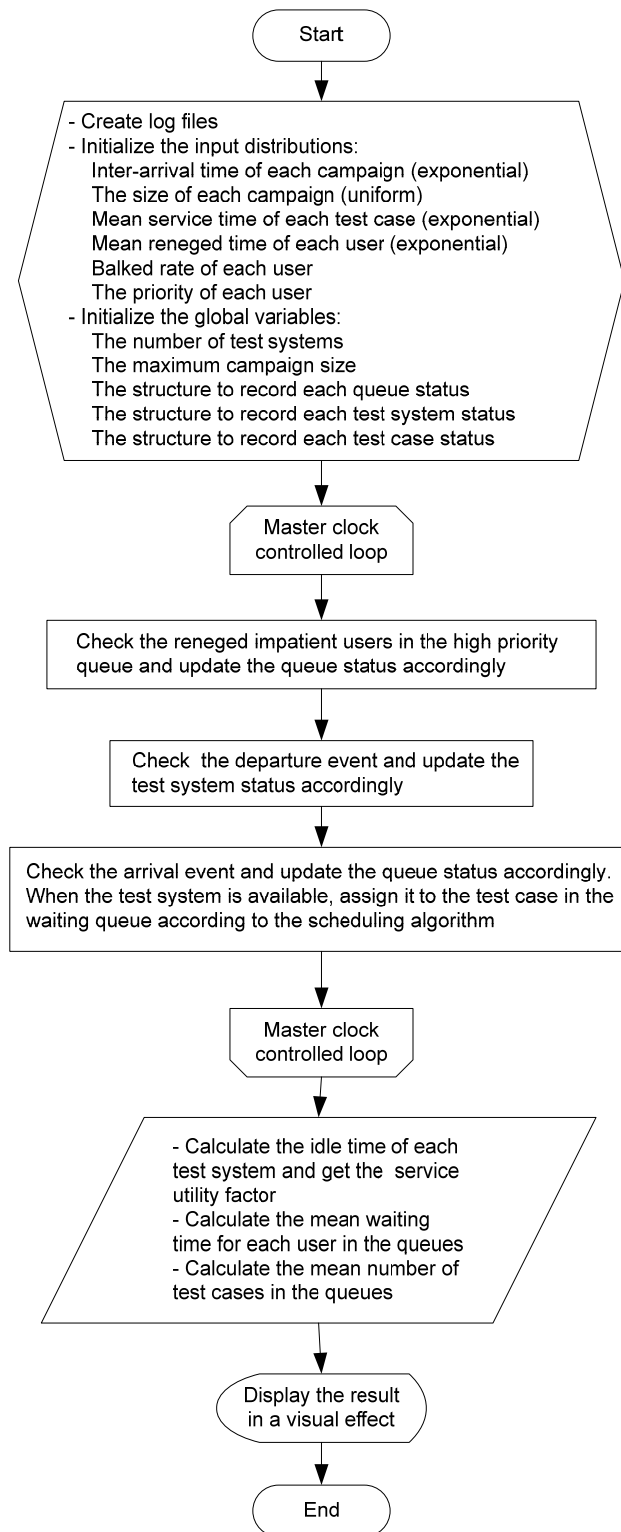 Start
- Create log files
- Initialize the input distributions:
Inter-arrival time of each campaign (exponential)
The size of each campaign (uniform)
Mean service time of each test case (exponential)
Mean reneged time of each user (exponential)
Balked rate of each user
The priority of each user
- Initialize the global variables:
The number of test systems
The maximum campaign size
The structure to record each queue status
The structure to record each test system status
The structure to record each test case status
Master clock
controlled loop
Check the reneged impatient users in the high priority
queue and update the queue status accordingly
Check the departure event and update the
test system status accordingly
Check the arrival event and update the queue status accordingly.
When the test system is available, assign it to the test case in the
waiting queue according to the scheduling algorithm
Master clock
controlled loop
- Calculate the idle time of each
test system and get the service
utility factor
- Calculate the mean waiting
time for each user in the queues
- Calculate the mean number of
test cases in the queues
Display the result
in a visual effect
End